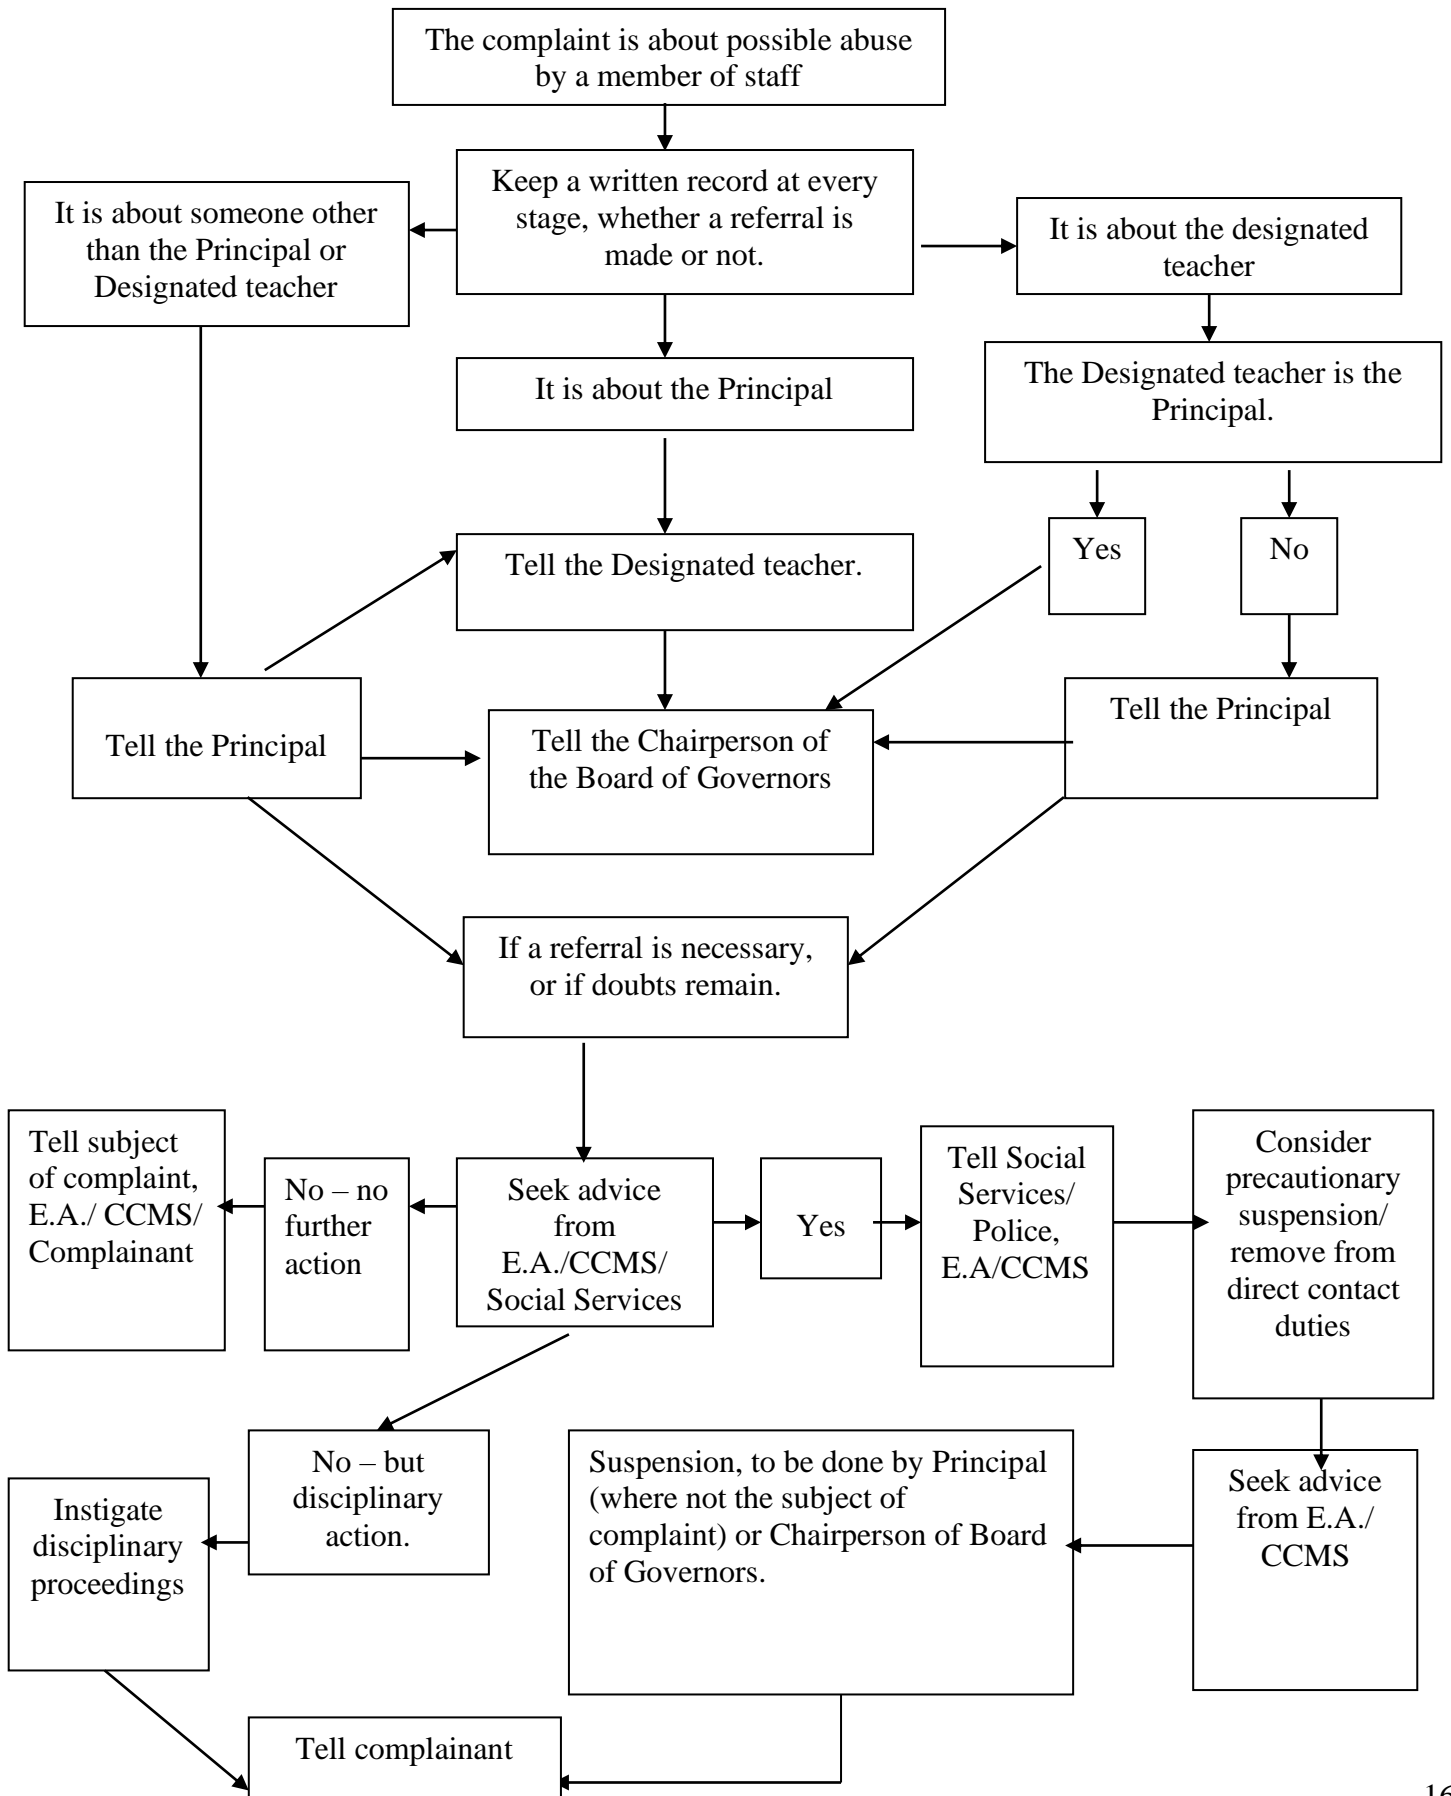 The complaint is about possible abuse
by a member of staff
Keep a written record at every
stage, whether a referral is
made or not.
It is about someone other
than the Principal or
Designated teacher
It is about the designated
teacher
It is about the Principal
The Designated teacher is the
Principal.
Yes
No
Tell the Designated teacher.
Tell the Principal
Tell the Chairperson of
the Board of Governors
Tell the Principal
If a referral is necessary,
or if doubts remain.
Tell subject
of complaint,
E.A./ CCMS/
Complainant
No – no
further
action
Seek advice
from
E.A./CCMS/
Social Services
Yes
Tell Social
Services/
Police,
E.A/CCMS
Consider
precautionary
suspension/
remove from
direct contact
duties
No – but
disciplinary
action.
Instigate
disciplinary
proceedings
Suspension, to be done by Principal
(where not the subject of
complaint) or Chairperson of Board
of Governors.
Seek advice
from E.A./
CCMS
Tell complainant
16